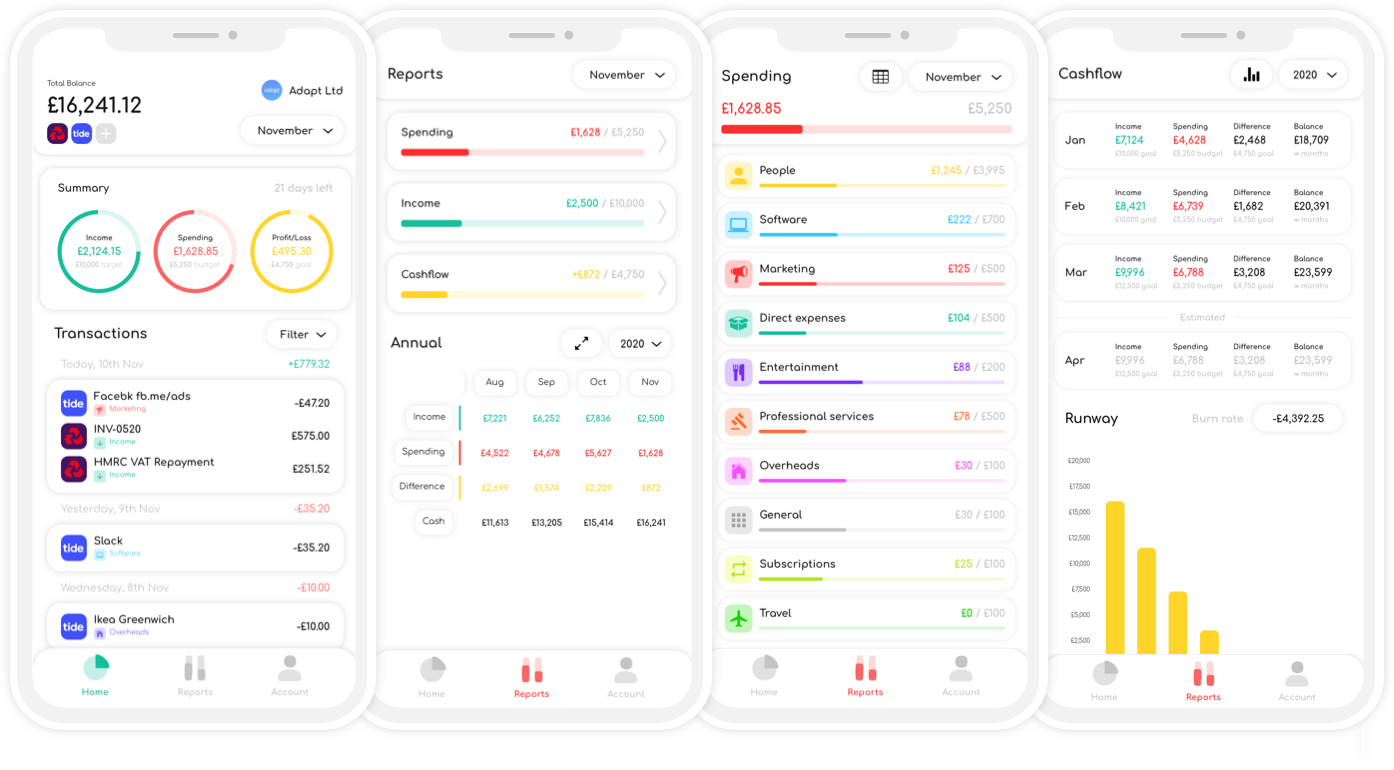 Total Balance
£16,241.12
adapt Adapt Ltd
tide
November
Summary 21 days left
Income Spending Profit/Loss
£2,124.15 £1,628.85 £495.30
£10,000 target £5,250 budget £4,750 goal
Transactions Filter
Today, 10th Nov +£779.32
tide Facebk fb.me/ads -£47.20
Marketing
INV-0520 £575.00
Income
HMRC VAT Repayment £251.52
Income
Yesterday, 9th Nov -£35.20
tide Slack -£35.20
Software
Wednesday, 8th Nov -£10.00
tide Ikea Greenwich -£10.00
Overheads
Home Reports Account
Reports November
Spending £1,628 / £5,250
Income £2,500 / £10,000
Cashflow +£872 / £4,750
Annual 2020
Aug Sep Oct Nov
Income £7,221 £6,252 £7,836 £2,500
Spending £4,522 £4,678 £5,627 £1,628
Difference £2,699 £1,574 £2,209 £872
Cash £11,613 £13,205 £15,414 £16,241
Home Reports Account
Spending November
£1,628.85 £5,250
People £1,245 / £3,995
Software £222 / £700
Marketing £125 / £500
Direct expenses £104 / £500
Entertainment £88 / £200
Professional services £78 / £500
Overheads £30 / £100
General £30 / £100
Subscriptions £25 / £100
Travel £0 / £100
Home Reports Account
Cashflow 2020
Income Spending Difference Balance
Jan £7,124 £4,628 £2,468 £18,709
£10,000 goal £5,250 budget £4,750 goal ∞ months
Income Spending Difference Balance
Feb £8,421 £6,739 £1,682 £20,391
£10,000 goal £5,250 budget £4,750 goal ∞ months
Income Spending Difference Balance
Mar £9,996 £6,788 £3,208 £23,599
£12,500 goal £5,250 budget £4,750 goal ∞ months
Estimated
Income Spending Difference Balance
Apr £9,996 £6,788 £3,208 £23,599
£12,500 goal £5,250 budget £4,750 goal ∞ months
Runway Burn rate -£4,392.25
£20,000
£17,500
£15,000
£12,500
£10,000
£7,500
£5,000
£2,500
Home Reports Account